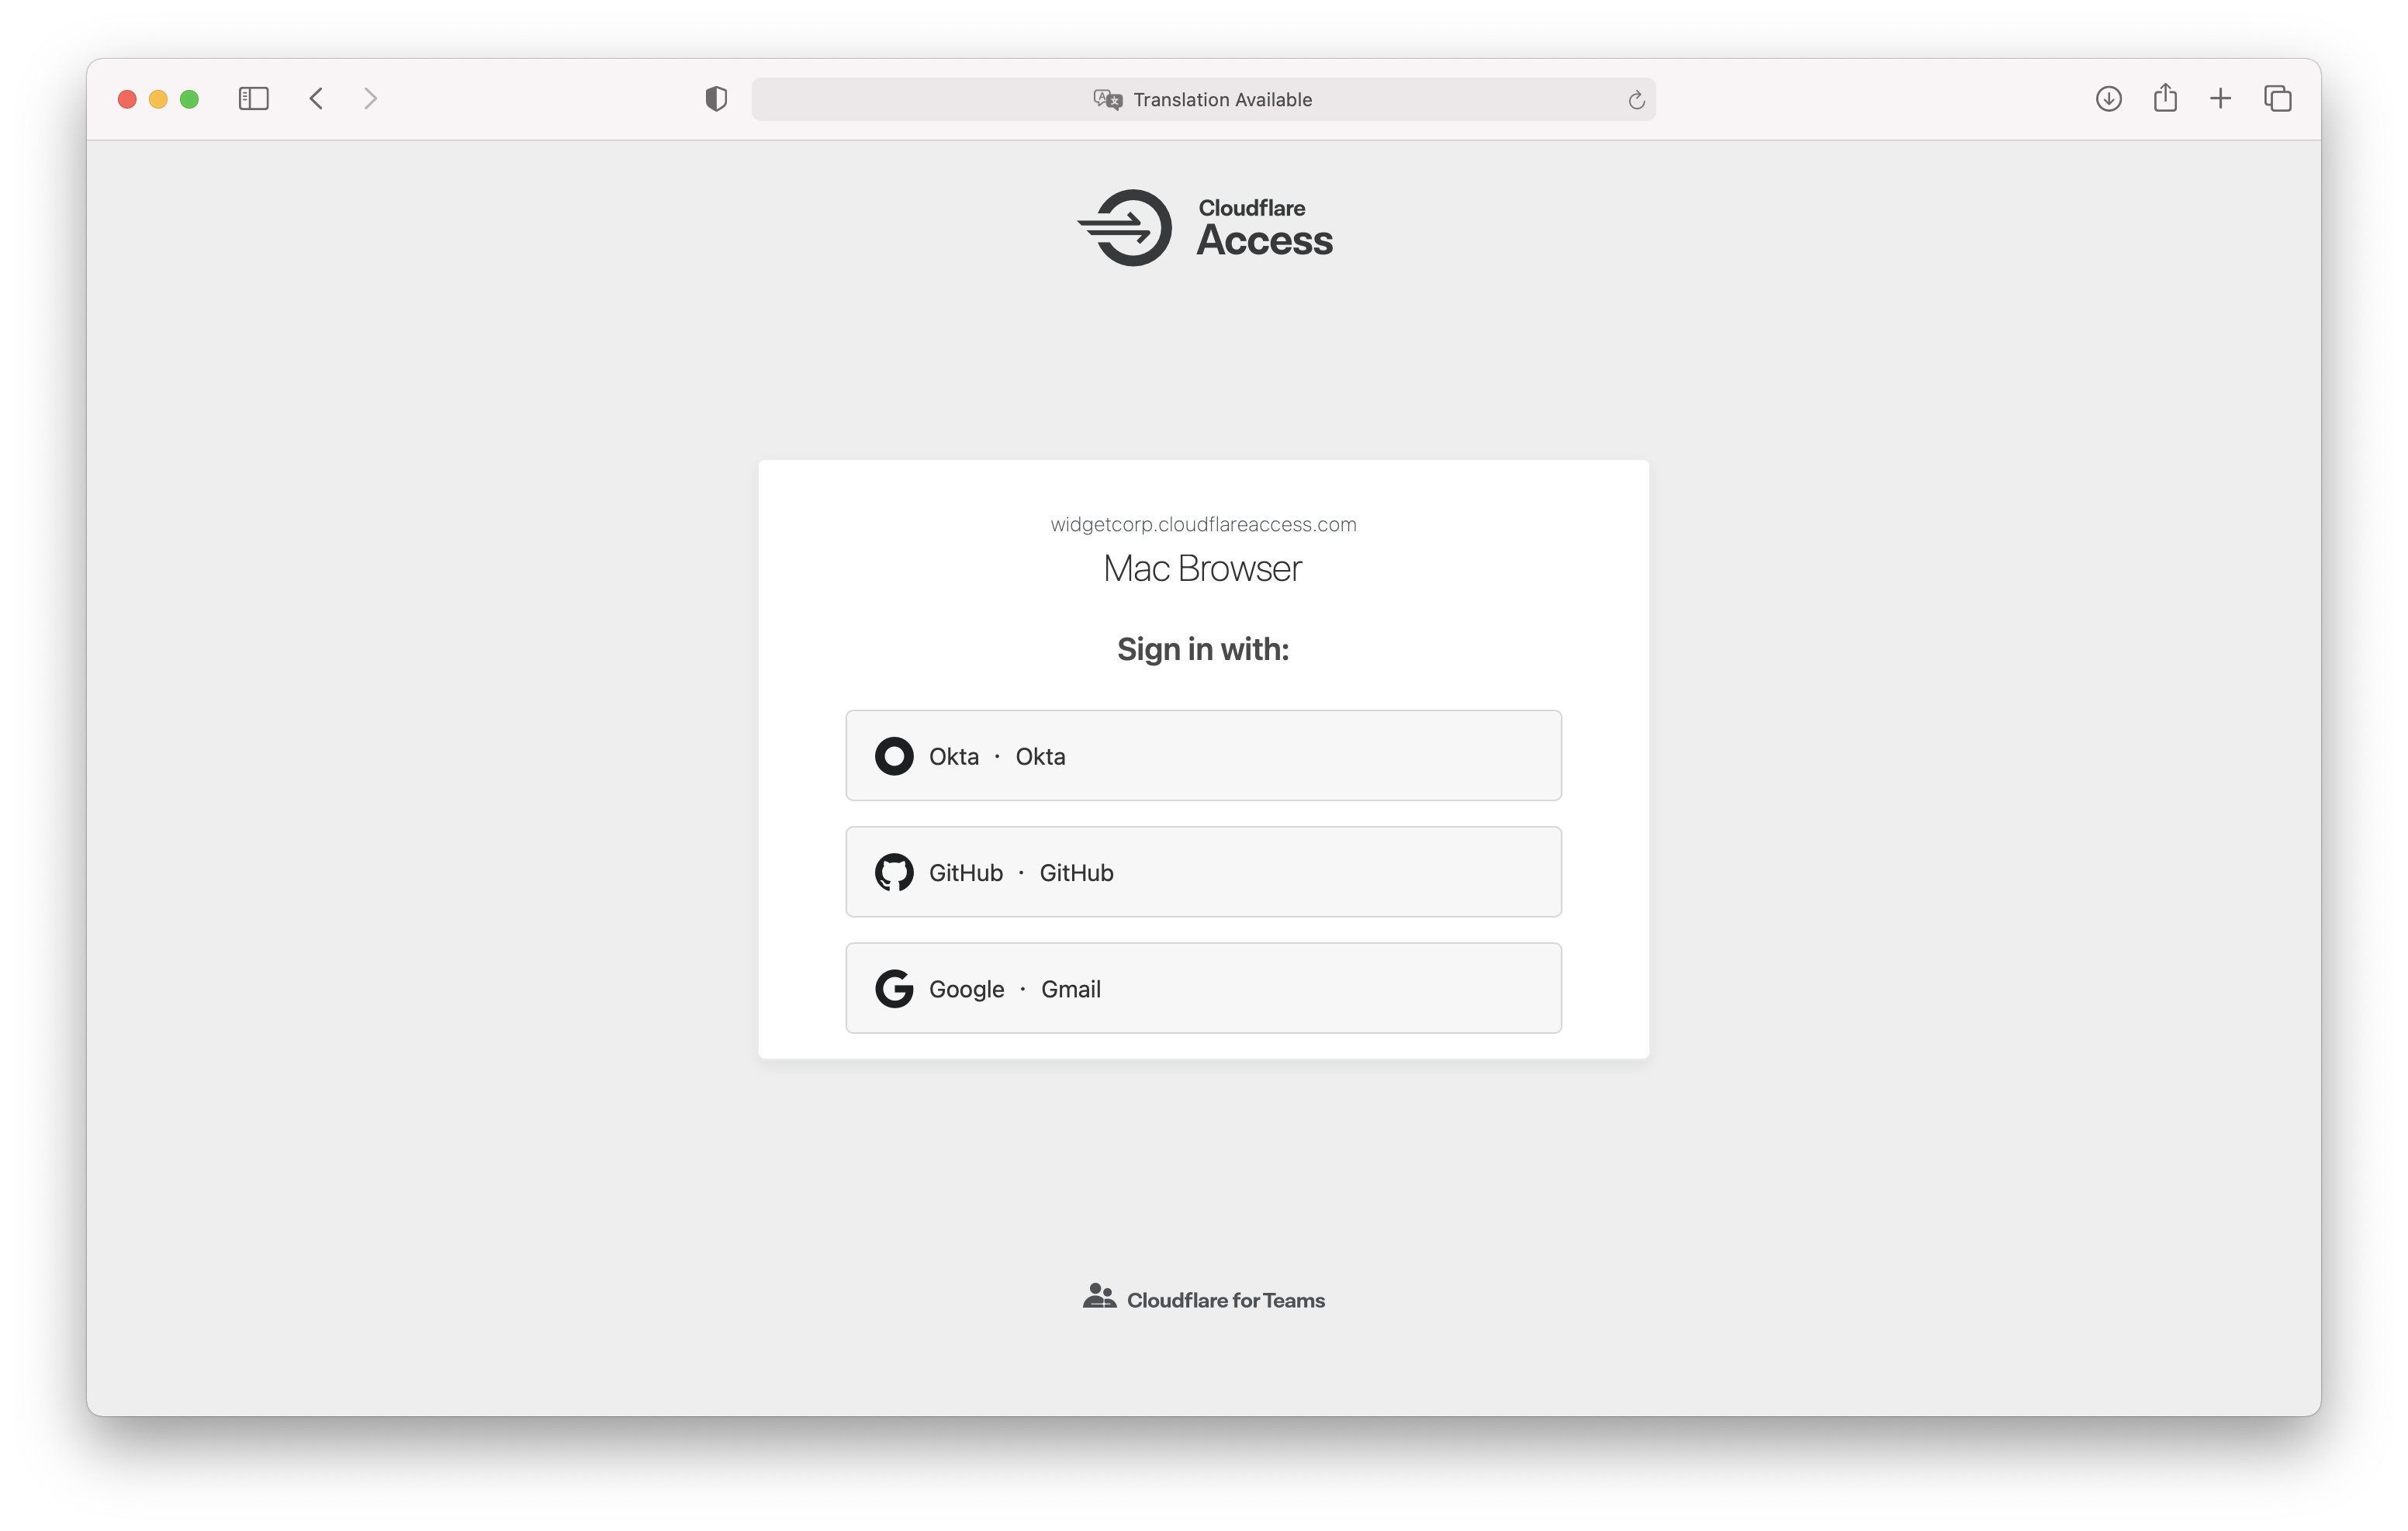 Translation Available
Cloudflare
Access
widgetcorp.cloudflareaccess.com
Mac Browser
Sign in with:
Okta · Okta
GitHub · GitHub
Google · Gmail
Cloudflare for Teams